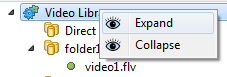 Video Libr
Expand
Direct
Collapse
folder1
video1.flv